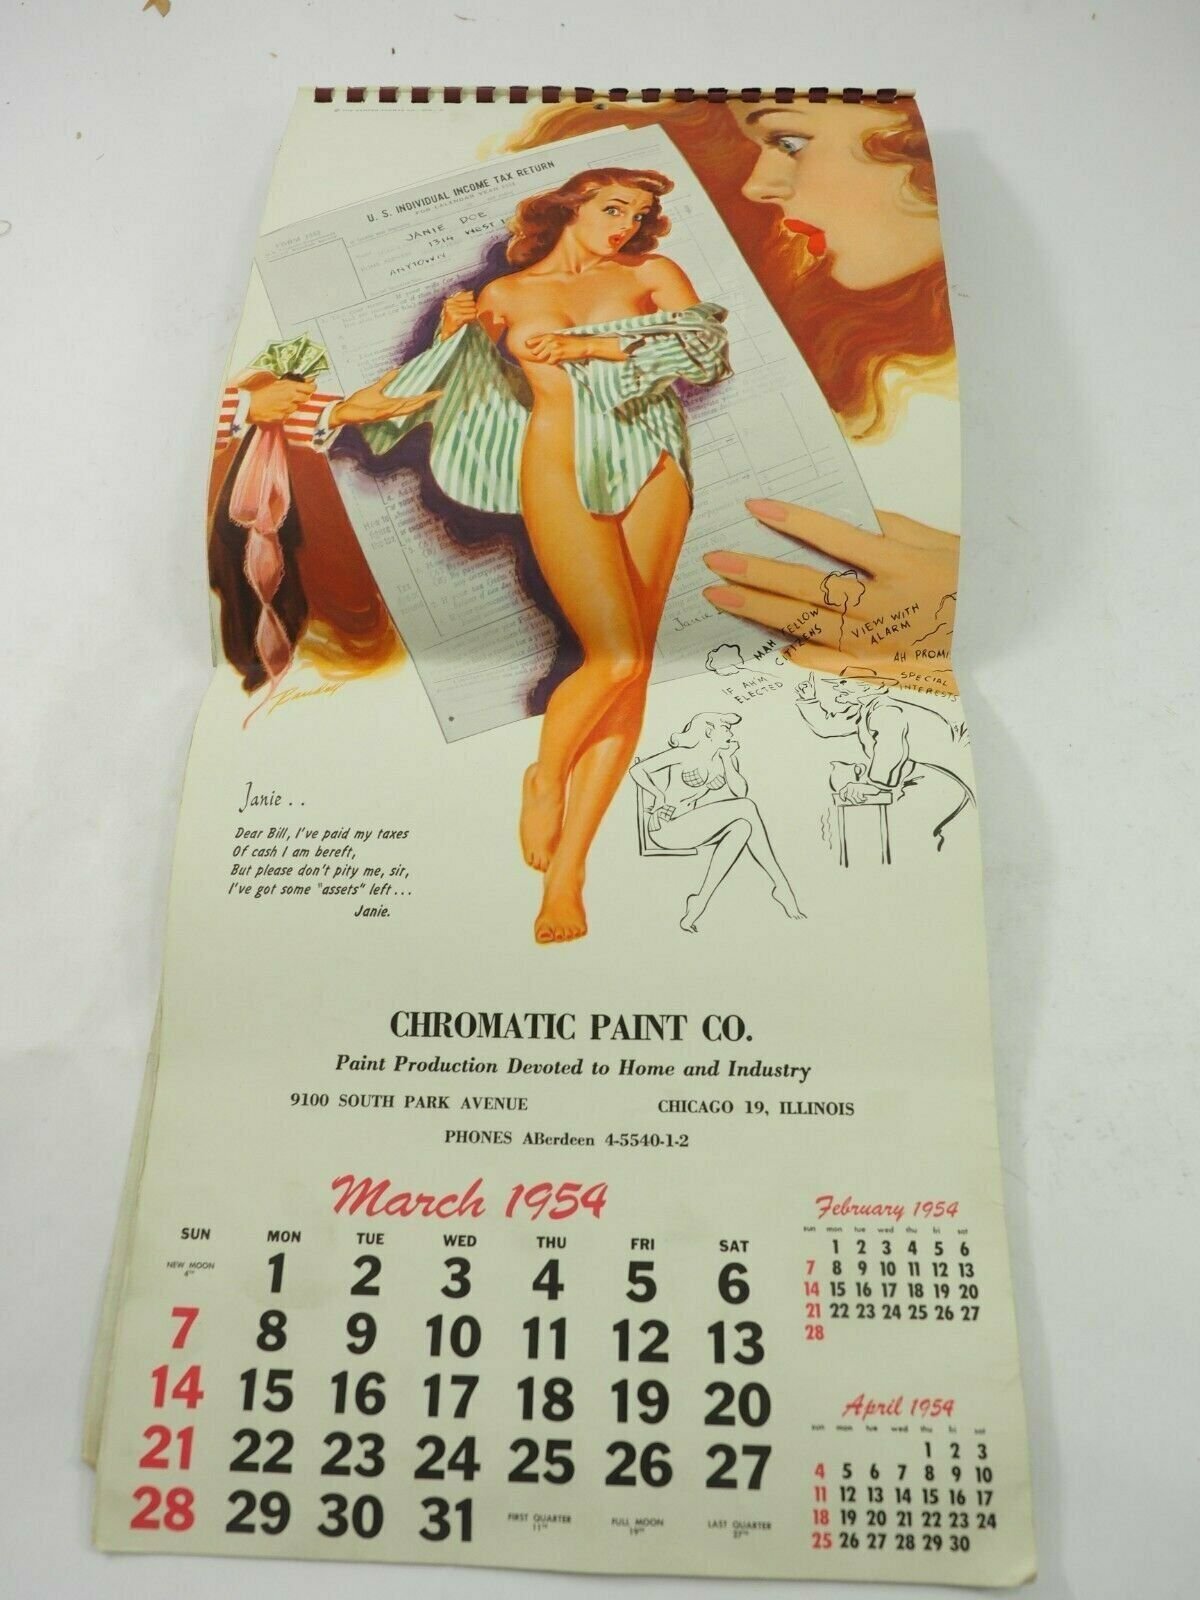 U. S. INDIVIDUAL INCOME TAX RETURN
FOR CALENDAR YEAR
FORM
JANIE DOE
1314 WEST
ANYTOWN
Janie
MAH FELLOW
CITIZENS
VIEW WITH
ALARM
AH PROMI
IF AH'M
ELECTED
SPECIAL
INTERESTS
Randall
Janie . .
Dear Bill, I've paid my taxes
Of cash I am bereft,
But please don't pity me, sir,
I've got some "assets" left...
Janie.
CHROMATIC PAINT CO.
Paint Production Devoted to Home and Industry
9100 SOUTH PARK AVENUE CHICAGO 19, ILLINOIS
PHONES ABerdeen 4-5540-1-2
March 1954
SUN MON TUE WED THU FRI SAT
NEW MOON 4TH 1 2 3 4 5 6
7 8 9 10 11 12 13
14 15 16 17 18 19 20
21 22 23 24 25 26 27
28 29 30 31 FIRST QUARTER 11TH FULL MOON 19TH LAST QUARTER 27TH
February 1954
sun mon tue wed thu fri sat
1 2 3 4 5 6
7 8 9 10 11 12 13
14 15 16 17 18 19 20
21 22 23 24 25 26 27
28
April 1954
sun mon tue wed thu fri sat
1 2 3
4 5 6 7 8 9 10
11 12 13 14 15 16 17
18 19 20 21 22 23 24
25 26 27 28 29 30